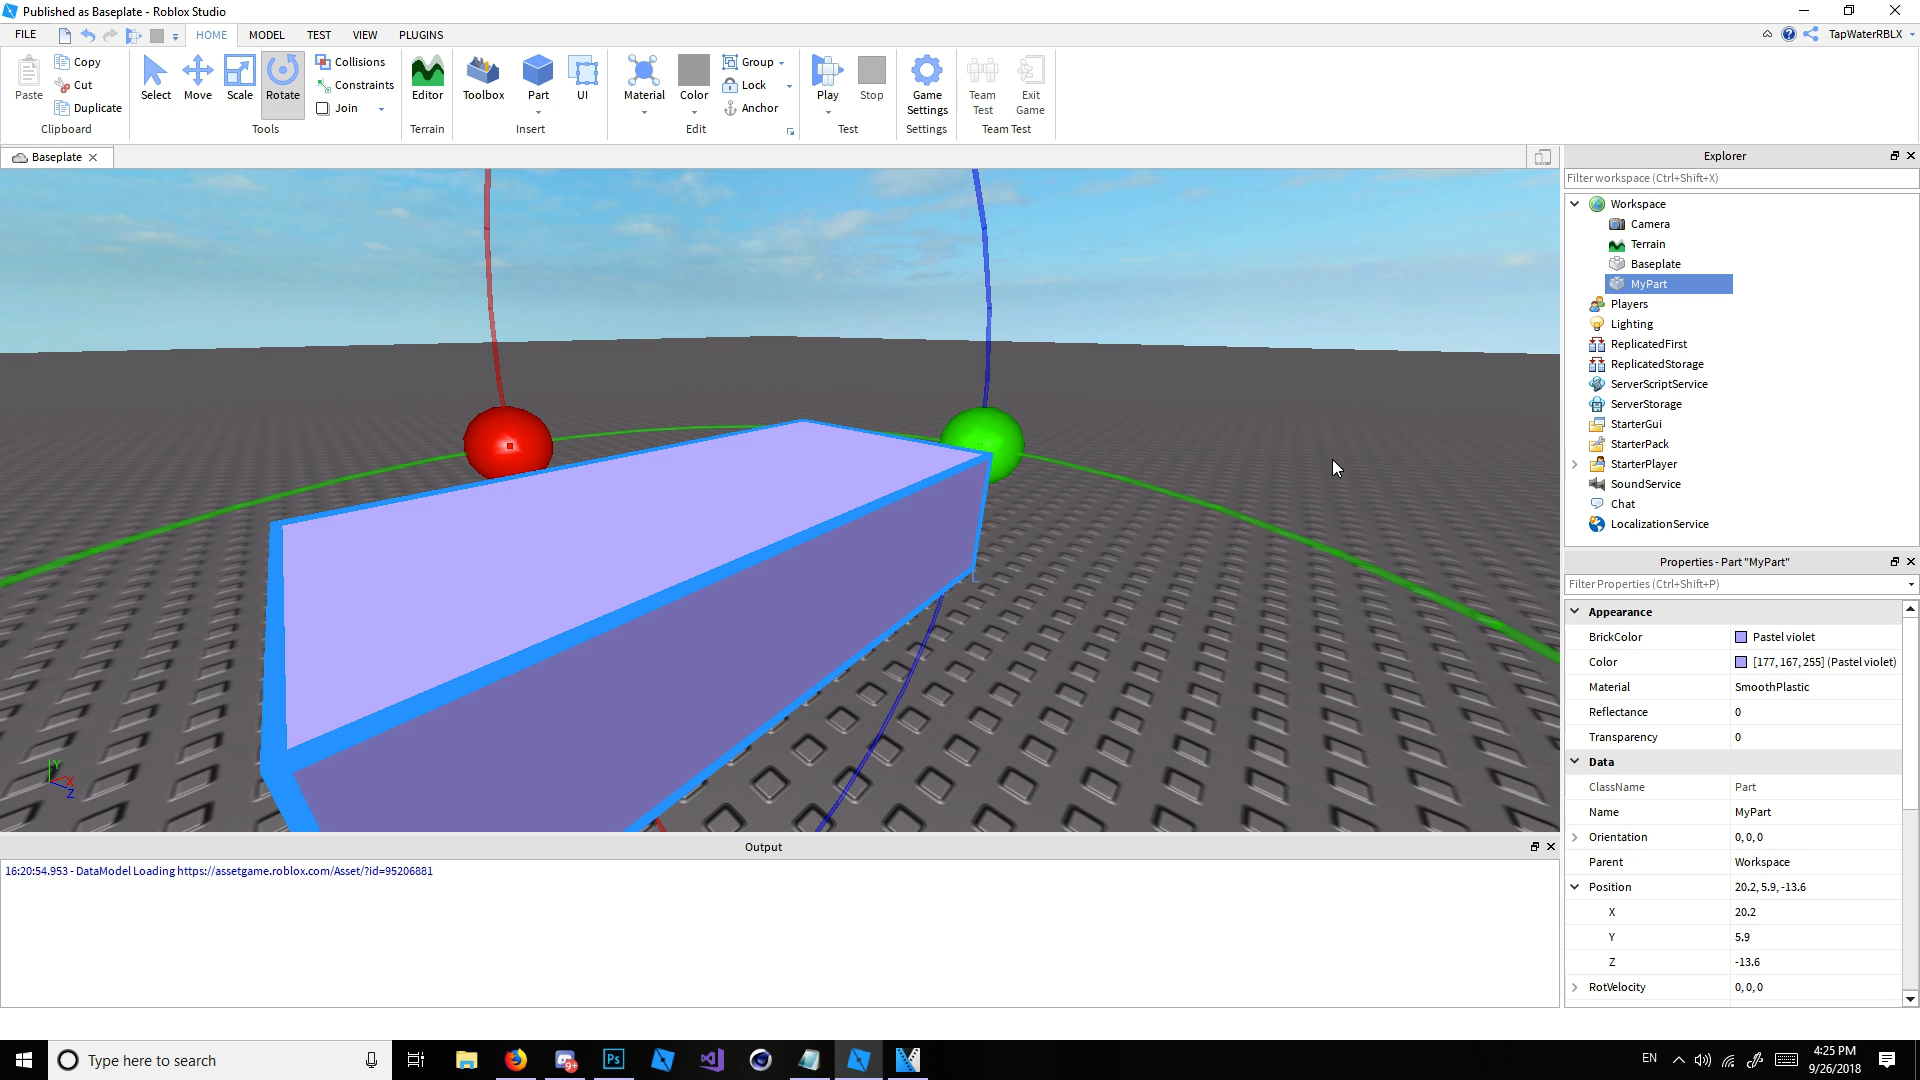 Published as Baseplate - Roblox Studio
FILE HOME MODEL TEST VIEW PLUGINS TapWaterRBLX
Paste Copy Cut Duplicate
Clipboard
Select Move Scale Rotate Collisions Constraints Join
Tools
Editor
Terrain
Toolbox Part UI
Insert
Material Color Group Lock Anchor
Edit
Play Stop
Test
Game Settings
Settings
Team Test Exit Game
Team Test
Baseplate
Y
X
Z
Output
16:20:54.953 - DataModel Loading https://assetgame.roblox.com/Asset/?id=95206881
Explorer
Filter workspace (Ctrl+Shift+X)
Workspace
Camera
Terrain
Baseplate
MyPart
Players
Lighting
ReplicatedFirst
ReplicatedStorage
ServerScriptService
ServerStorage
StarterGui
StarterPack
StarterPlayer
SoundService
Chat
LocalizationService
Properties - Part "MyPart"
Filter Properties (Ctrl+Shift+P)
Appearance
BrickColor Pastel violet
Color [177, 167, 255] (Pastel violet)
Material SmoothPlastic
Reflectance 0
Transparency 0
Data
ClassName Part
Name MyPart
Orientation 0, 0, 0
Parent Workspace
Position 20.2, 5.9, -13.6
X 20.2
Y 5.9
Z -13.6
RotVelocity 0, 0, 0
Type here to search
Ps
9+
EN
4:25 PM
9/26/2018